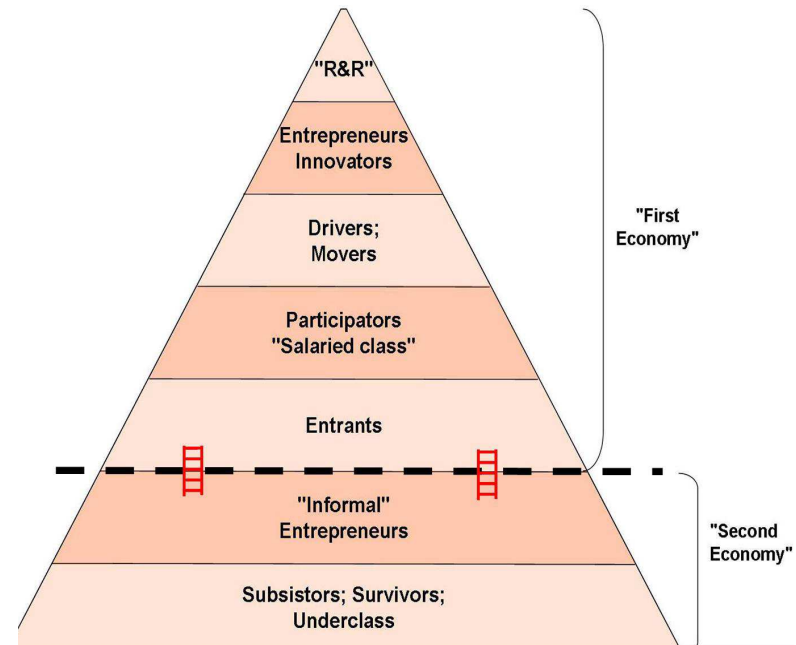 "R&R"
Entrepreneurs
Innovators
Drivers;
Movers
"First
Economy"
Participators
"Salaried class"
Entrants
"Informal"
Entrepreneurs
"Second
Economy"
Subsistors; Survivors;
Underclass